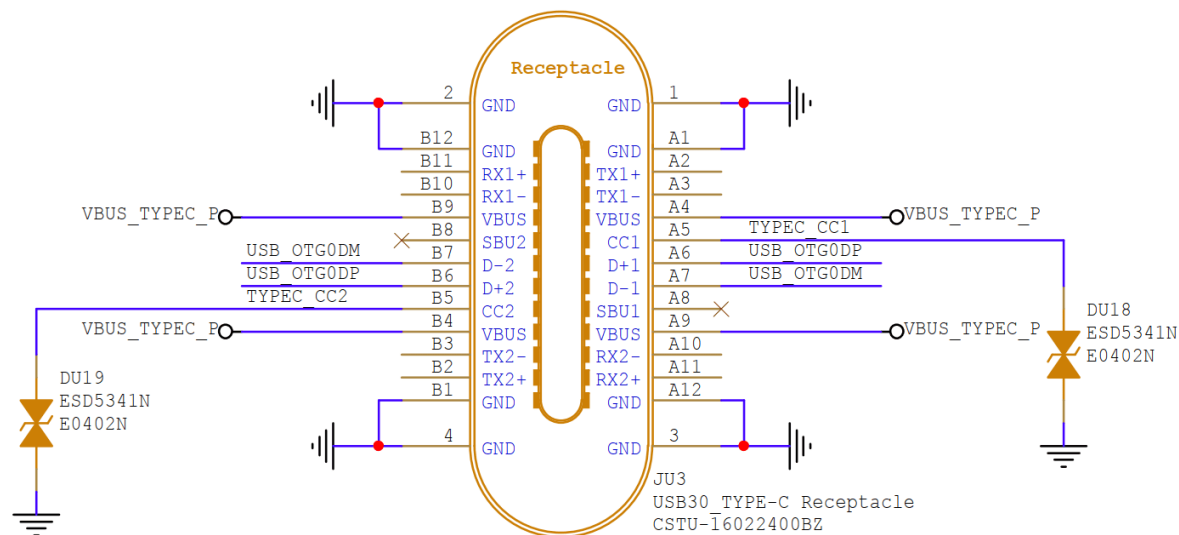 Receptacle
2 GND GND 1
B12 GND GND A1
B11 RX1+ TX1+ A2
B10 RX1- TX1- A3
VBUS_TYPEC_P B9 VBUS VBUS A4 VBUS_TYPEC_P
B8 SBU2 CC1 A5 TYPEC_CC1
USB_OTG0DM B7 D-2 D+1 A6 USB_OTG0DP
USB_OTG0DP B6 D+2 D-1 A7 USB_OTG0DM
TYPEC_CC2 B5 CC2 SBU1 A8
VBUS_TYPEC_P B4 VBUS VBUS A9 VBUS_TYPEC_P
B3 TX2- RX2- A10
B2 TX2+ RX2+ A11
B1 GND GND A12
4 GND GND 3
DU18
ESD5341N
E0402N
DU19
ESD5341N
E0402N
JU3
USB30_TYPE-C Receptacle
CSTU-16022400BZ